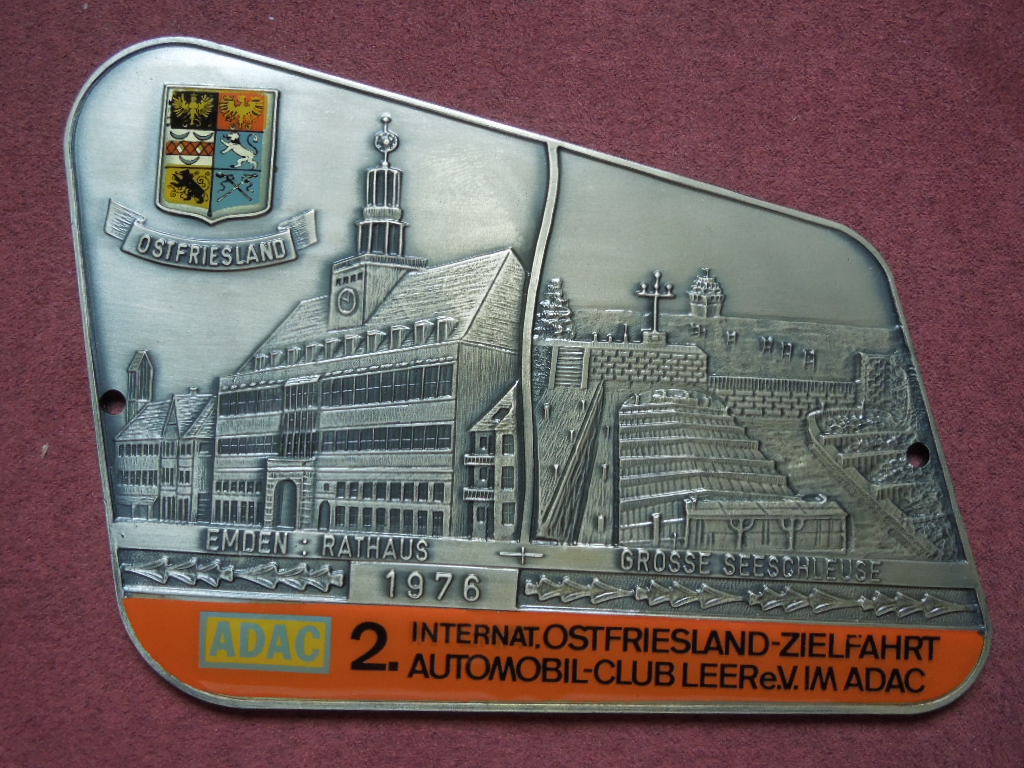 OSTFRIESLAND
EMDEN : RATHAUS + GROSSE SEESCHLEUSE
1976
ADAC
2. INTERNAT. OSTFRIESLAND-ZIELFAHRT
AUTOMOBIL-CLUB LEER e.V. IM ADAC